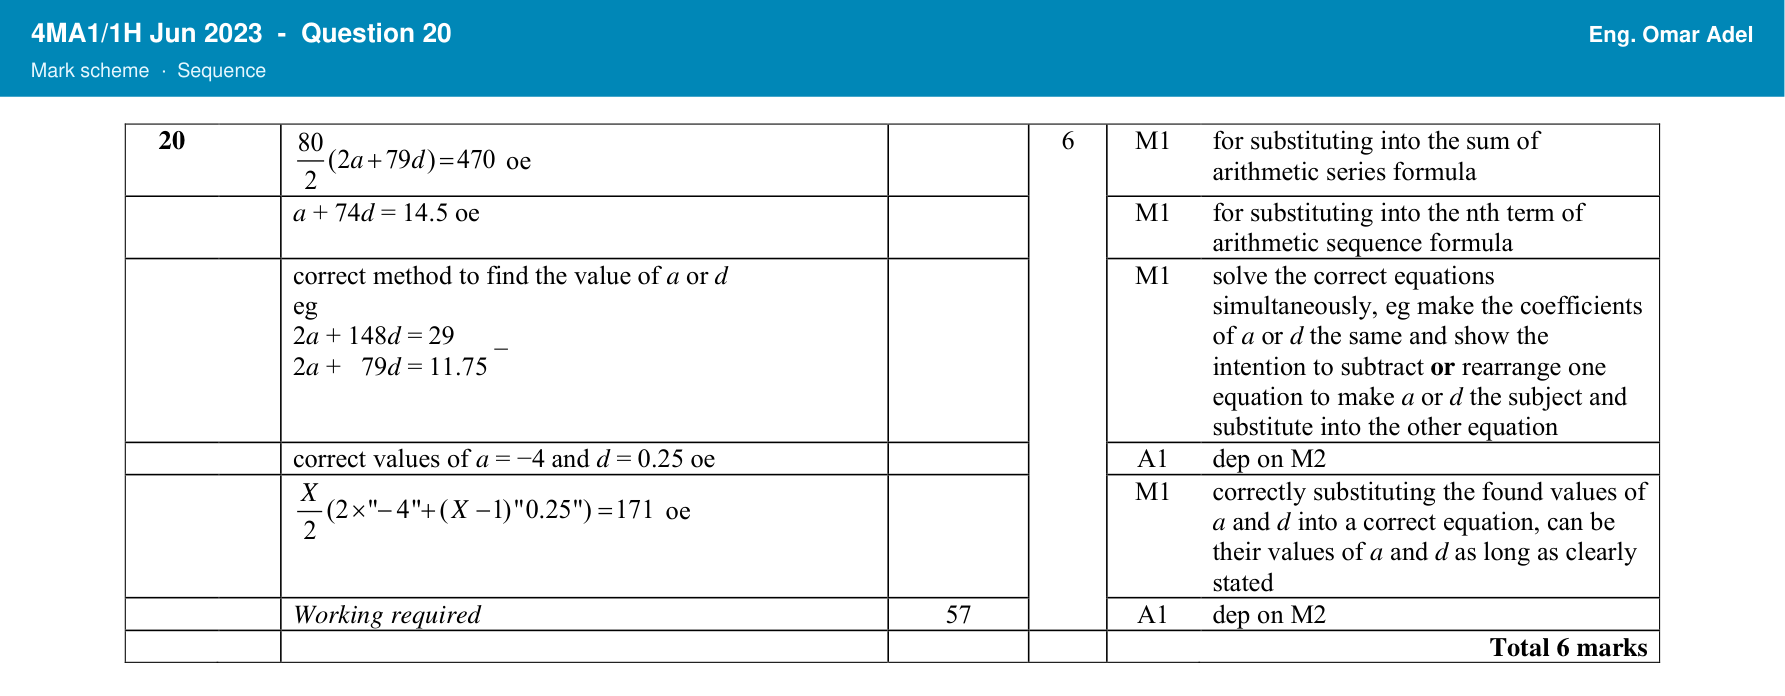 4MA1/1H Jun 2023 - Question 20
Eng. Omar Adel
Mark scheme · Sequence
20
80/2 (2a+79d)=470 oe
6
M1 for substituting into the sum of
arithmetic series formula
a + 74d = 14.5 oe
M1 for substituting into the nth term of
arithmetic sequence formula
correct method to find the value of a or d
eg
2a + 148d = 29
2a + 79d = 11.75 −
M1 solve the correct equations
simultaneously, eg make the coefficients
of a or d the same and show the
intention to subtract or rearrange one
equation to make a or d the subject and
substitute into the other equation
correct values of a = −4 and d = 0.25 oe
A1 dep on M2
X/2 (2×"−4"+(X −1)"0.25")=171 oe
M1 correctly substituting the found values of
a and d into a correct equation, can be
their values of a and d as long as clearly
stated
Working required
57
A1 dep on M2
Total 6 marks